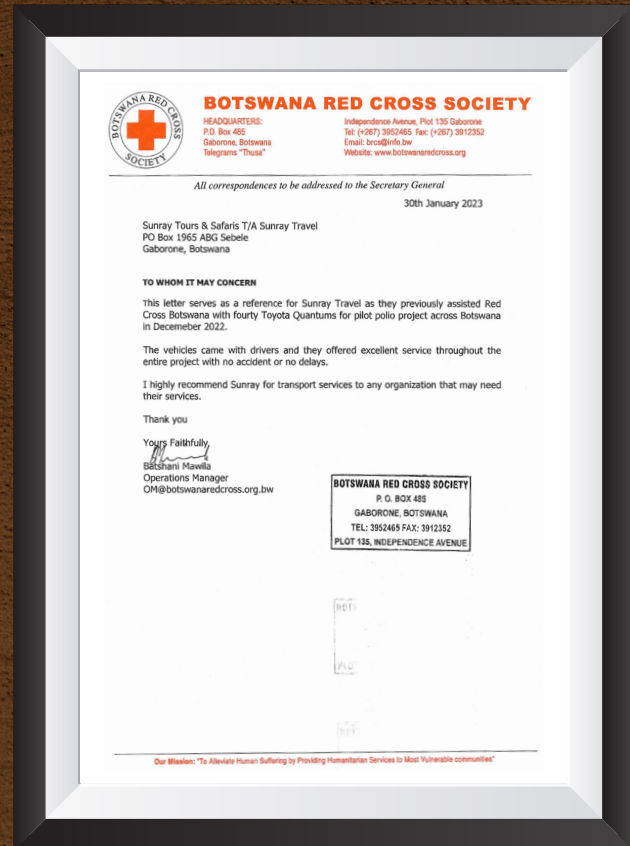 BOTSWANA RED CROSS
SOCIETY
BOTSWANA RED CROSS SOCIETY
HEADQUARTERS:
P.O. Box 485
Gaborone, Botswana
Telegrams "Thusa"
Independence Avenue, Plot 135 Gaborone
Tel: (+267) 3952465 fax: (+267) 3912352
Email: brcs@info.bw
Website: www.botswanaredcross.org
All correspondences to be addressed to the Secretary General
30th January 2023
Sunray Tours & Safaris T/A Sunray Travel
PO Box 1965 ABG Sebele
Gaborone, Botswana
TO WHOM IT MAY CONCERN
This letter serves as a reference for Sunray Travel as they previously assisted Red
Cross Botswana with fourty Toyota Quantums for pilot polio project across Botswana
in Decemeber 2022.
The vehicles came with drivers and they offered excellent service throughout the
entire project with no accident or no delays.
I highly recommend Sunray for transport services to any organization that may need
their services.
Thank you
Yours Faithfully,
Batshani Mawila
Operations Manager
OM@botswanaredcross.org.bw
BOTSWANA RED CROSS SOCIETY
P. O. BOX 485
GABORONE, BOTSWANA
TEL: 3952465 FAX: 3912352
PLOT 135, INDEPENDENCE AVENUE
BOTS
PLO
Our Mission: "To Alleviate Human Suffering by Providing Humanitarian Services to Most Vulnerable communities"